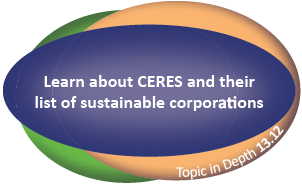 Learn about CERES and their
list of sustainable corporations
Topic in Depth 13.12